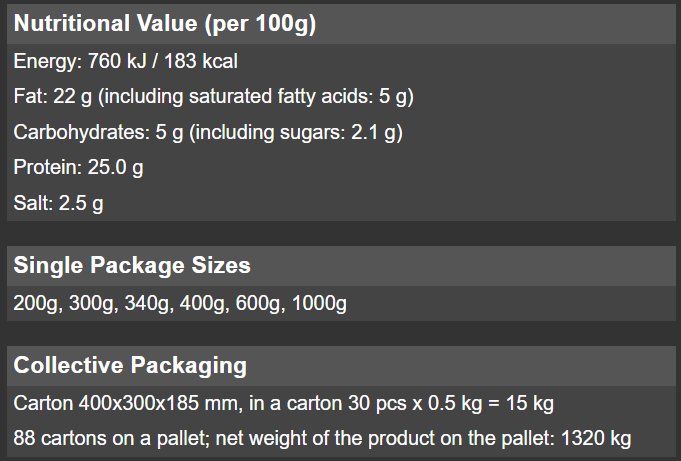 Nutritional Value (per 100g)
Energy: 760 kJ / 183 kcal
Fat: 22 g (including saturated fatty acids: 5 g)
Carbohydrates: 5 g (including sugars: 2.1 g)
Protein: 25.0 g
Salt: 2.5 g
Single Package Sizes
200g, 300g, 340g, 400g, 600g, 1000g
Collective Packaging
Carton 400x300x185 mm, in a carton 30 pcs x 0.5 kg = 15 kg
88 cartons on a pallet; net weight of the product on the pallet: 1320 kg